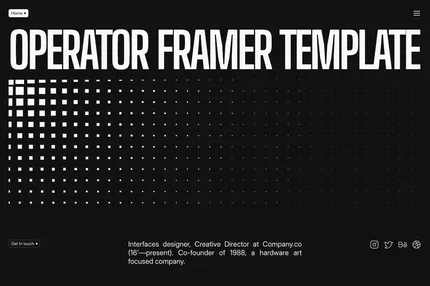 Home
OPERATOR FRAMER TEMPLATE
Get in touch
Interfaces designer, Creative Director at Company.co
(16'—present). Co-founder of 1988, a hardware art
focused company.
Bē